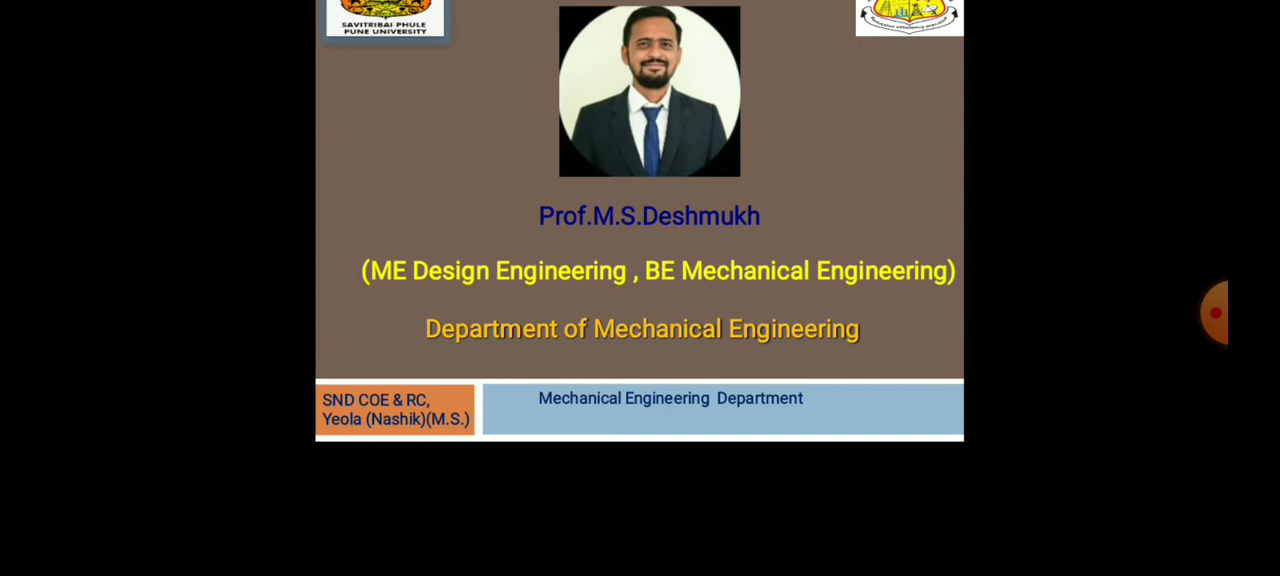 SAVITRIBAI PHULE
PUNE UNIVERSITY
Prof.M.S.Deshmukh
(ME Design Engineering , BE Mechanical Engineering)
Department of Mechanical Engineering
SND COE & RC,
Yeola (Nashik)(M.S.)
Mechanical Engineering Department